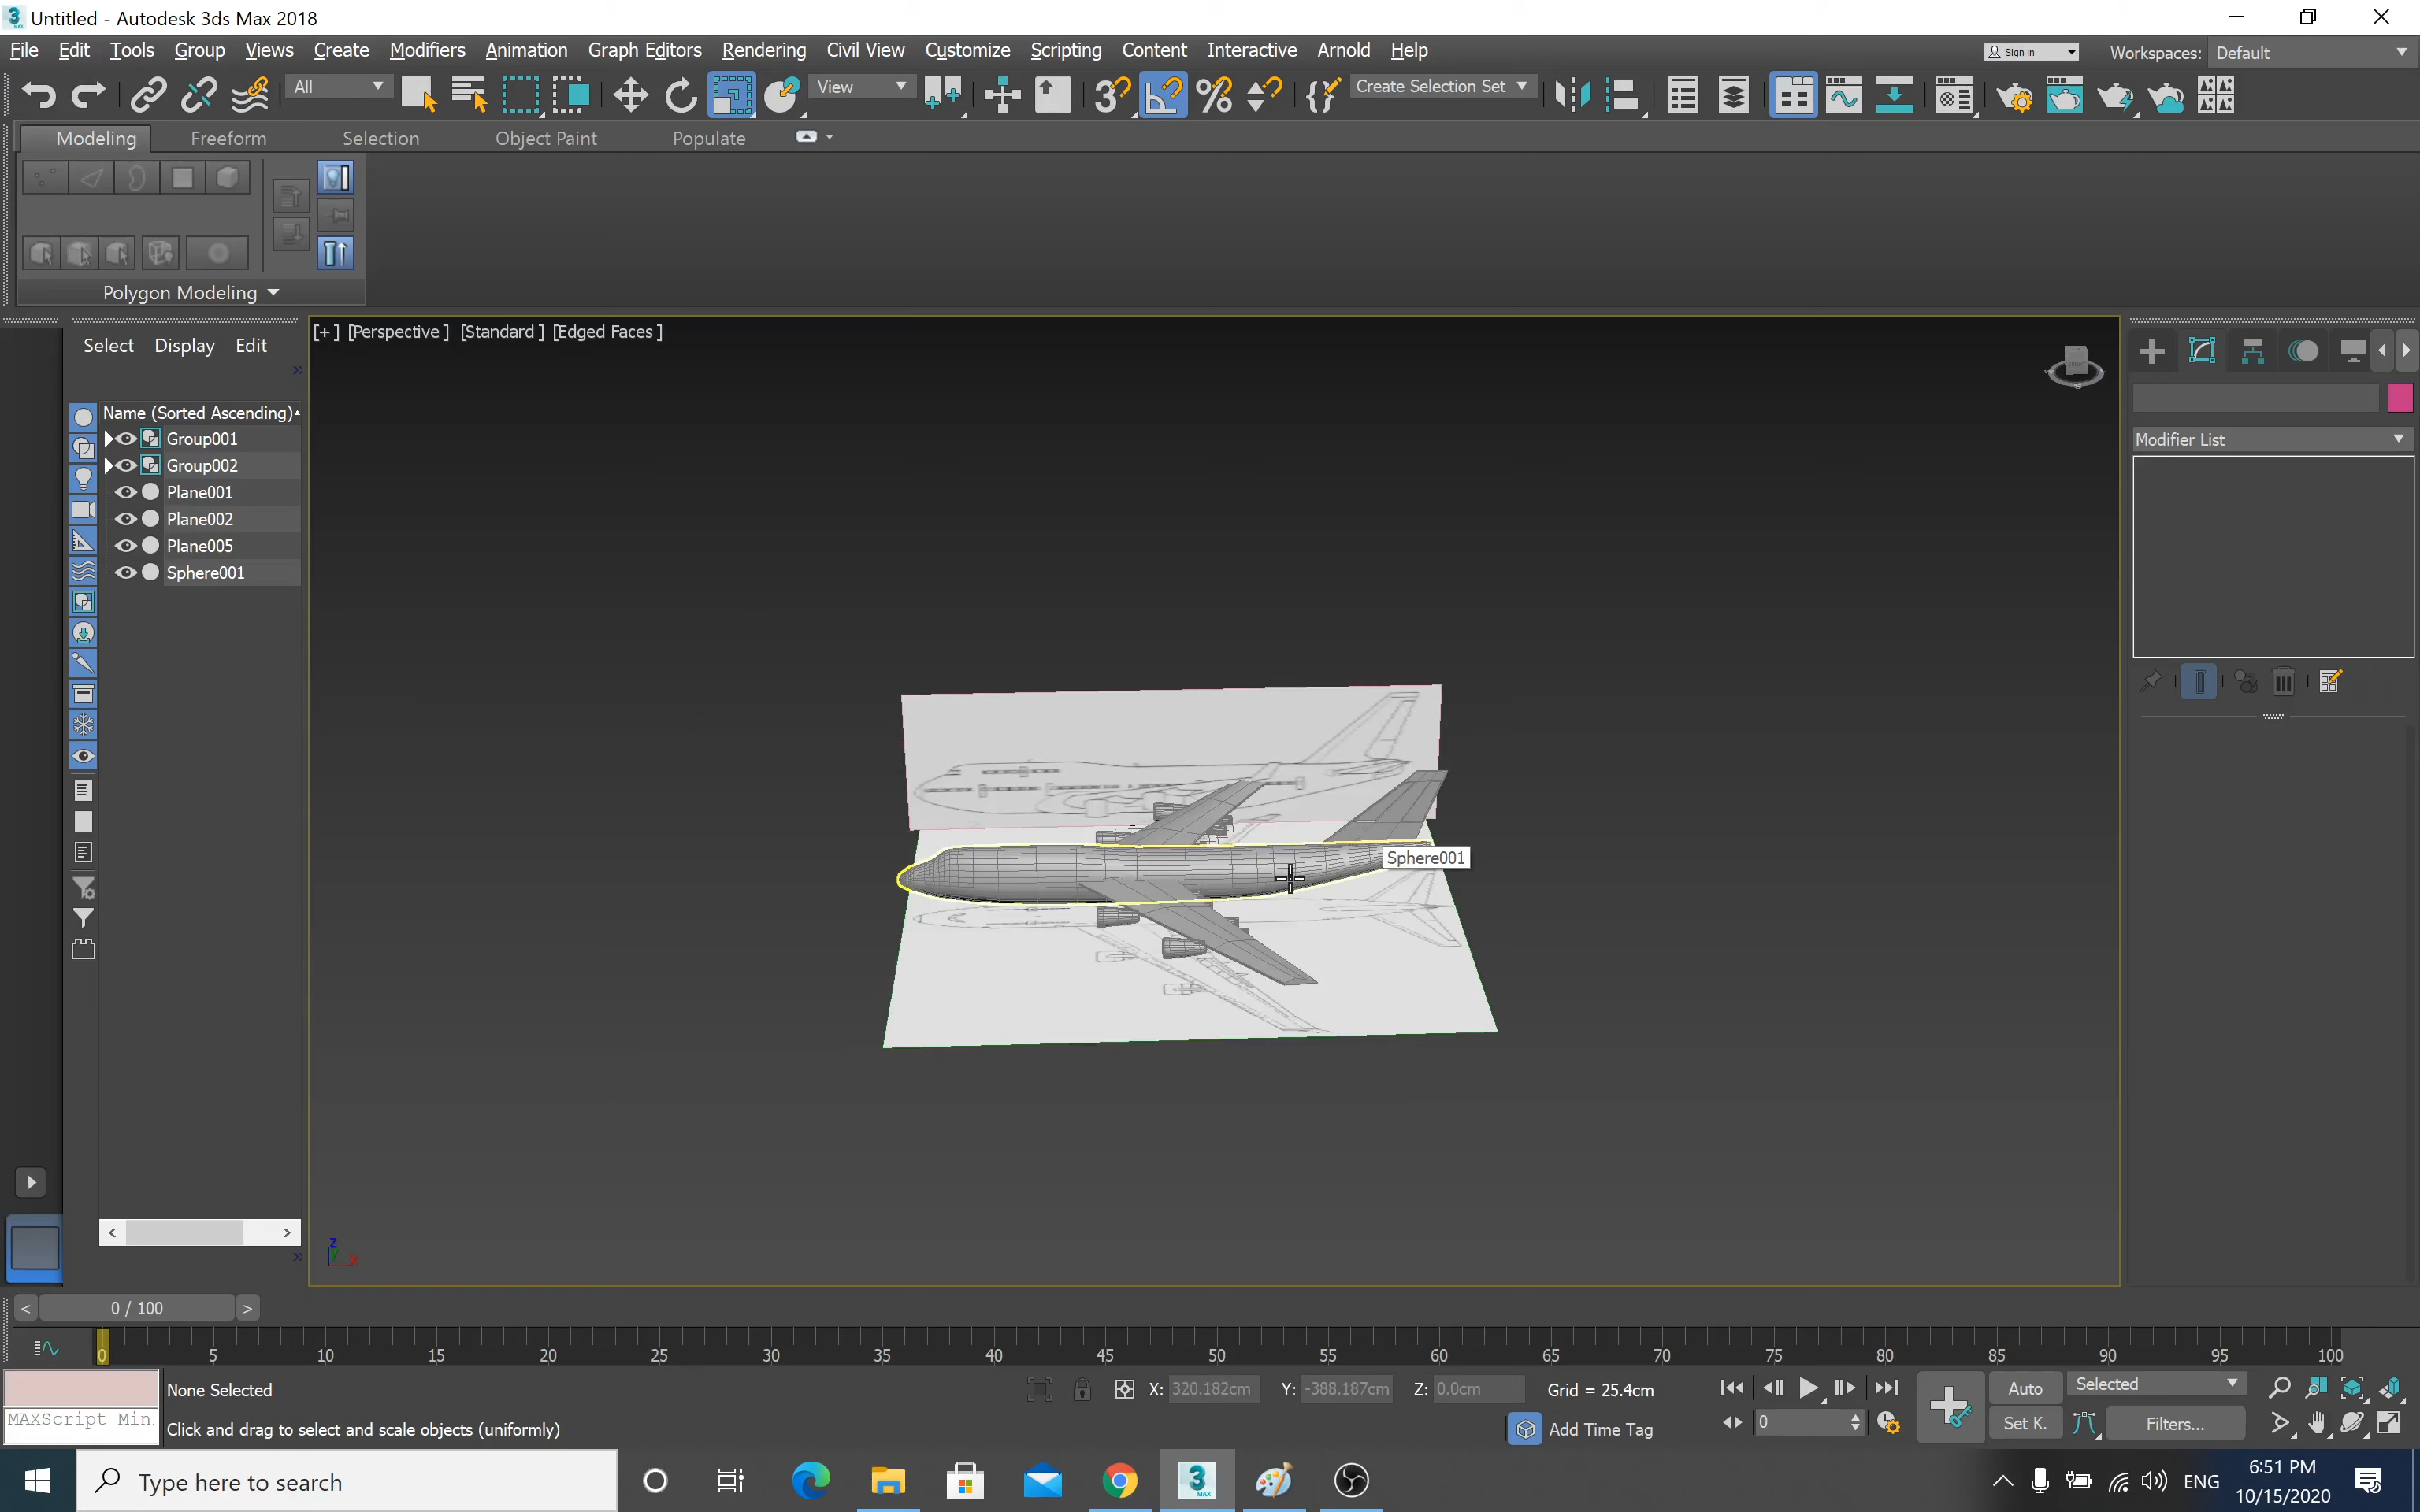 Untitled - Autodesk 3ds Max 2018
File Edit Tools Group Views Create Modifiers Animation Graph Editors Rendering Civil View Customize Scripting Content Interactive Arnold Help
Sign In
Workspaces: Default
All
View
Create Selection Set
Modeling Freeform Selection Object Paint Populate
Polygon Modeling
Select Display Edit
[+] [Perspective] [Standard] [Edged Faces]
Name (Sorted Ascending)
Group001
Group002
Plane001
Plane002
Plane005
Sphere001
Modifier List
Sphere001
z
y
x
< 0 / 100 >
0 5 10 15 20 25 30 35 40 45 50 55 60 65 70 75 80 85 90 95 100
None Selected
X: 320.182cm Y: -388.187cm Z: 0.0cm Grid = 25.4cm
Auto Selected
MAXScript Min
Click and drag to select and scale objects (uniformly)
Add Time Tag
0
Set K. Filters...
Type here to search
3 MAX
ENG
6:51 PM
10/15/2020